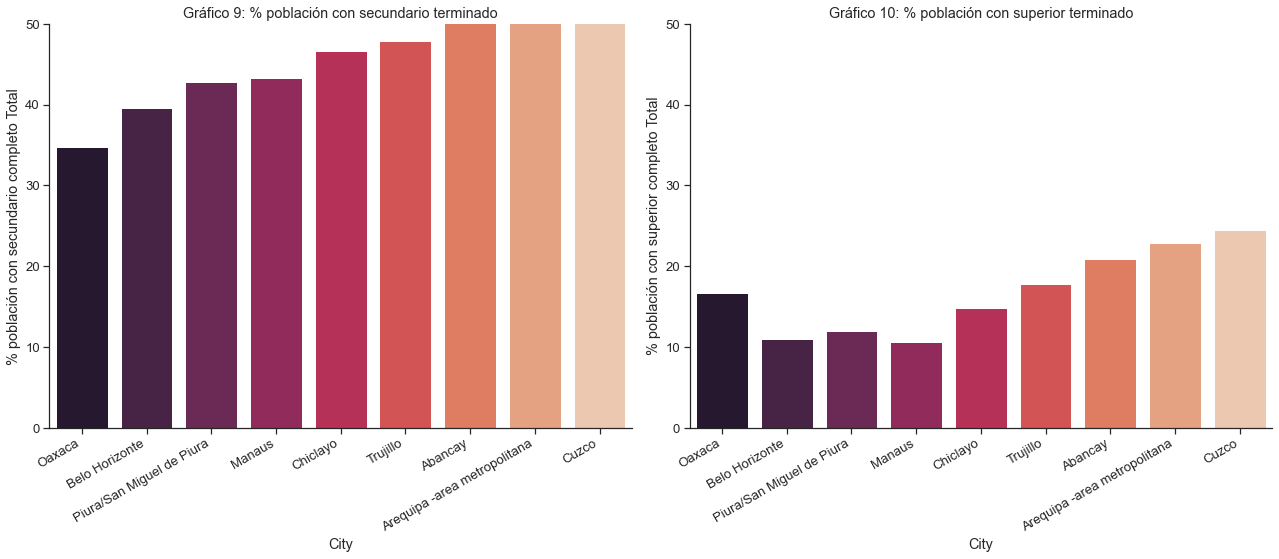 Gráfico 9: % población con secundario terminado
% población con secundario completo Total
50
40
30
20
10
0
Oaxaca
Belo Horizonte
Piura/San Miguel de Piura
Manaus
Chiclayo
Trujillo
Abancay
Arequipa -area metropolitana
Cuzco
City
Gráfico 10: % población con superior terminado
% población con superior completo Total
50
40
30
20
10
0
Oaxaca
Belo Horizonte
Piura/San Miguel de Piura
Manaus
Chiclayo
Trujillo
Abancay
Arequipa -area metropolitana
Cuzco
City